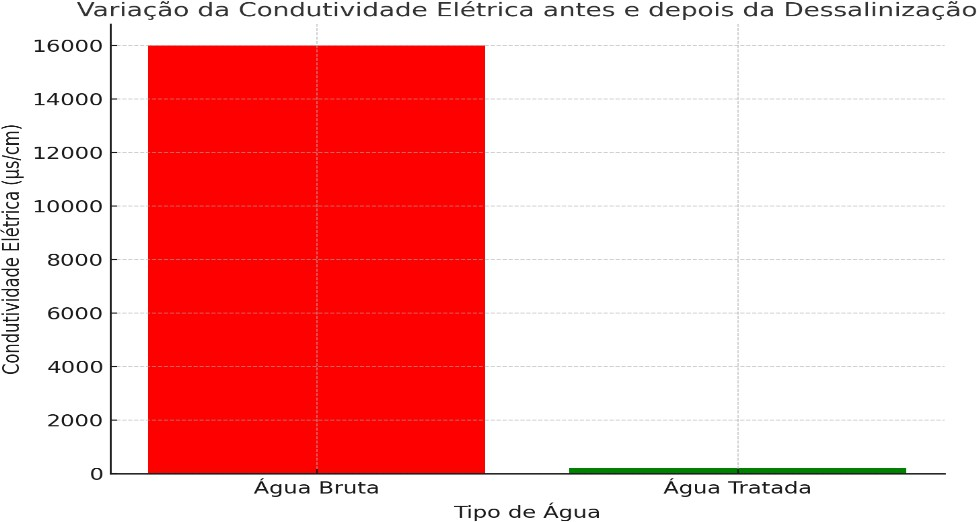 Variação da Condutividade Elétrica antes e depois da Dessalinização
Condutividade Elétrica (µs/cm)
16000
14000
12000
10000
8000
6000
4000
2000
0
Água Bruta
Água Tratada
Tipo de Água